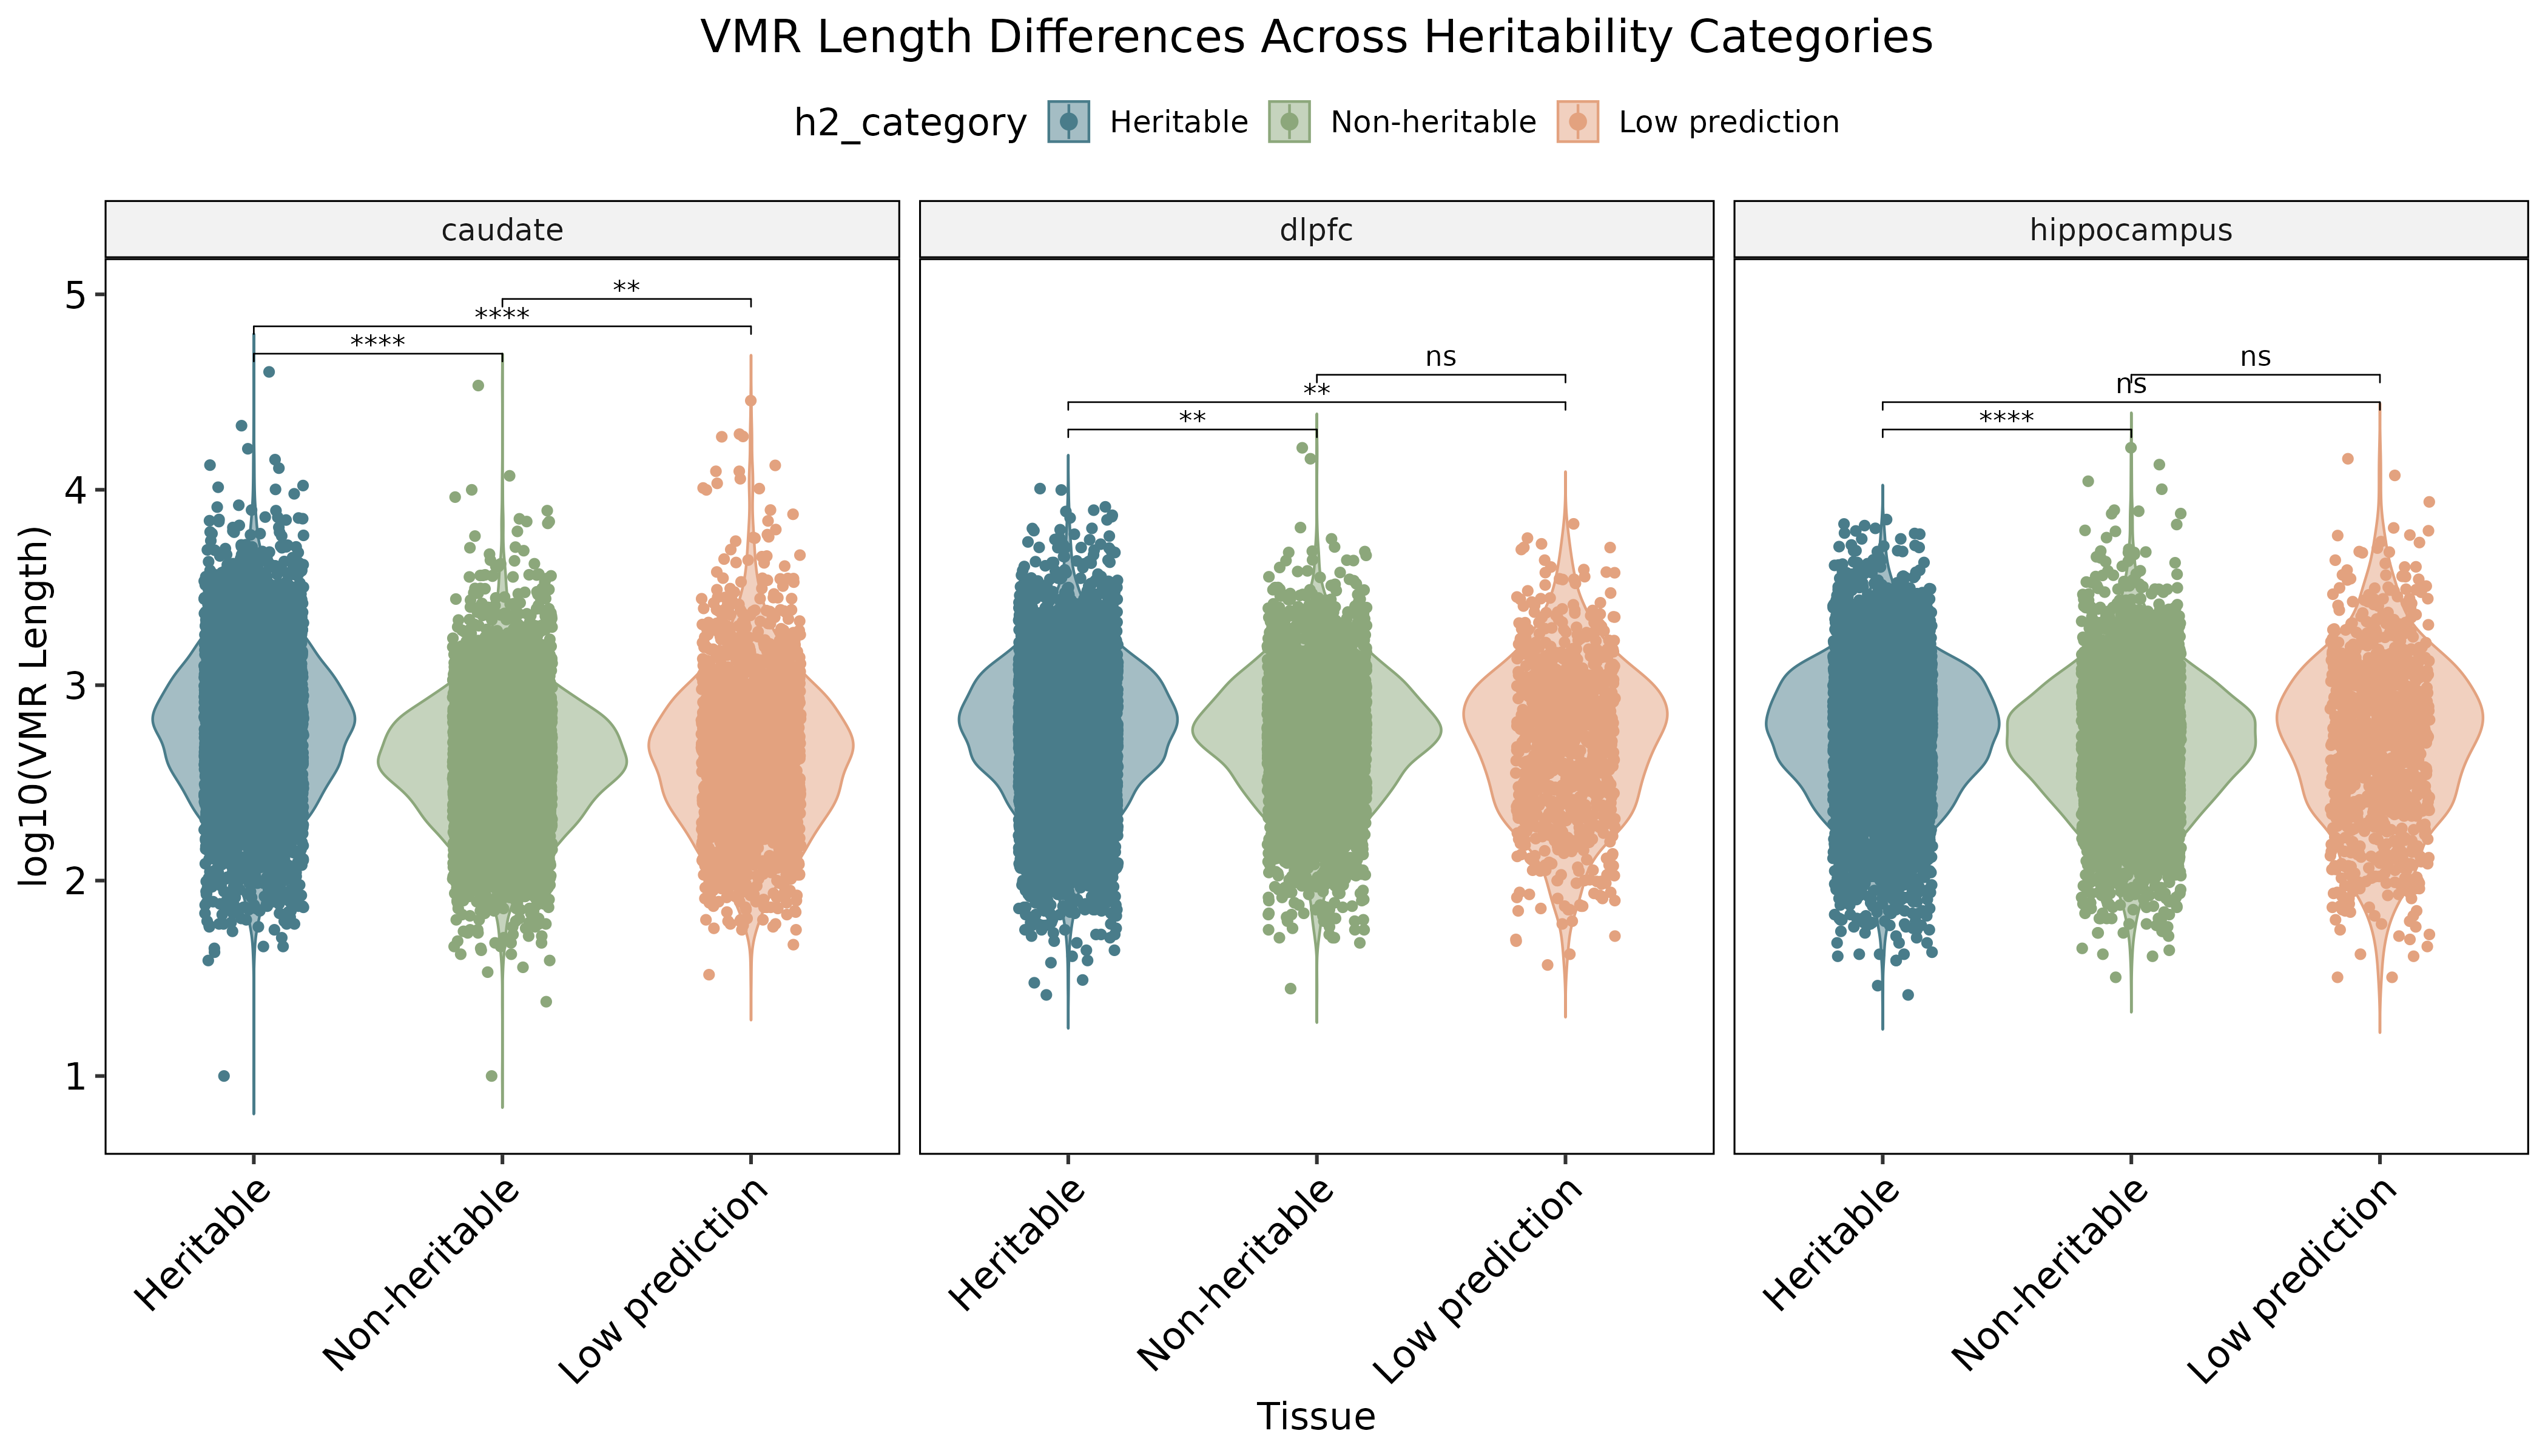 VMR Length Differences Across Heritability Categories
h2_category Heritable Non-heritable Low prediction
caudate dlpfc hippocampus
log10(VMR Length)
5
4
3
2
1
**
****
****
ns
**
**
ns
ns
****
Heritable Non-heritable Low prediction Heritable Non-heritable Low prediction Heritable Non-heritable Low prediction
Tissue